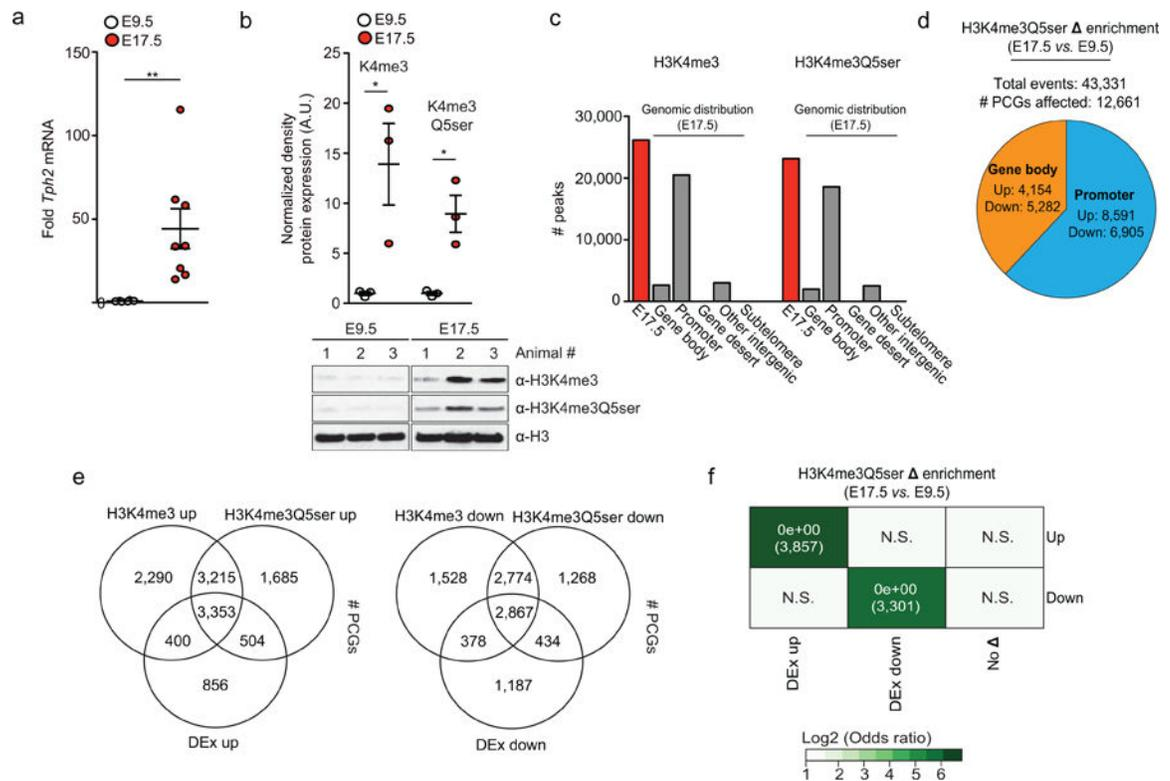 a
E9.5
E17.5
150
100
50
0
Fold Tph2 mRNA
**
b
E9.5
E17.5
25
20
15
10
5
0
Normalized density
protein expression (A.U.)
K4me3
*
K4me3
Q5ser
*
E9.5
E17.5
1 2 3 1 2 3 Animal #
α-H3K4me3
α-H3K4me3Q5ser
α-H3
c
H3K4me3
H3K4me3Q5ser
Genomic distribution
(E17.5)
Genomic distribution
(E17.5)
30,000
20,000
10,000
0
# peaks
E17.5
Gene body
Promoter
Gene desert
Other intergenic
Subtelomere
E17.5
Gene body
Promoter
Gene desert
Other intergenic
Subtelomere
d
H3K4me3Q5ser Δ enrichment
(E17.5 vs. E9.5)
Total events: 43,331
# PCGs affected: 12,661
Gene body
Up: 4,154
Down: 5,282
Promoter
Up: 8,591
Down: 6,905
e
H3K4me3 up
H3K4me3Q5ser up
2,290
3,215
1,685
3,353
400
504
856
DEx up
# PCGs
H3K4me3 down
H3K4me3Q5ser down
1,528
2,774
1,268
2,867
378
434
1,187
DEx down
# PCGs
f
H3K4me3Q5ser Δ enrichment
(E17.5 vs. E9.5)
0e+00
(3,857)
N.S.
N.S.
Up
N.S.
0e+00
(3,301)
N.S.
Down
DEx up
DEx down
No Δ
Log2 (Odds ratio)
1 2 3 4 5 6